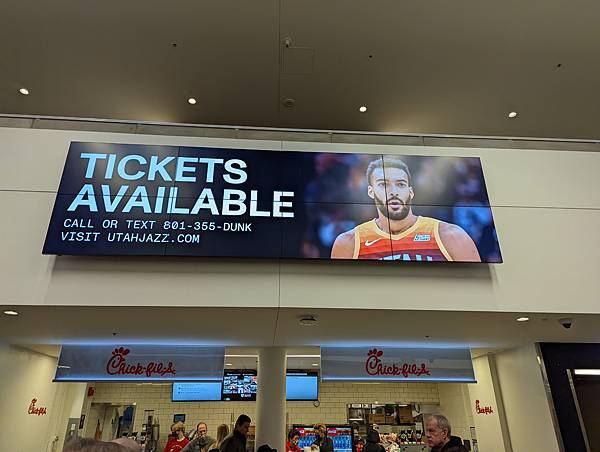 TICKETS
AVAILABLE
CALL OR TEXT 801-355-DUNK
VISIT UTAHJAZZ.COM
UTAH
Chick-fil-A
Chick-fil-A
Chick-fil-A
Chick-fil-A